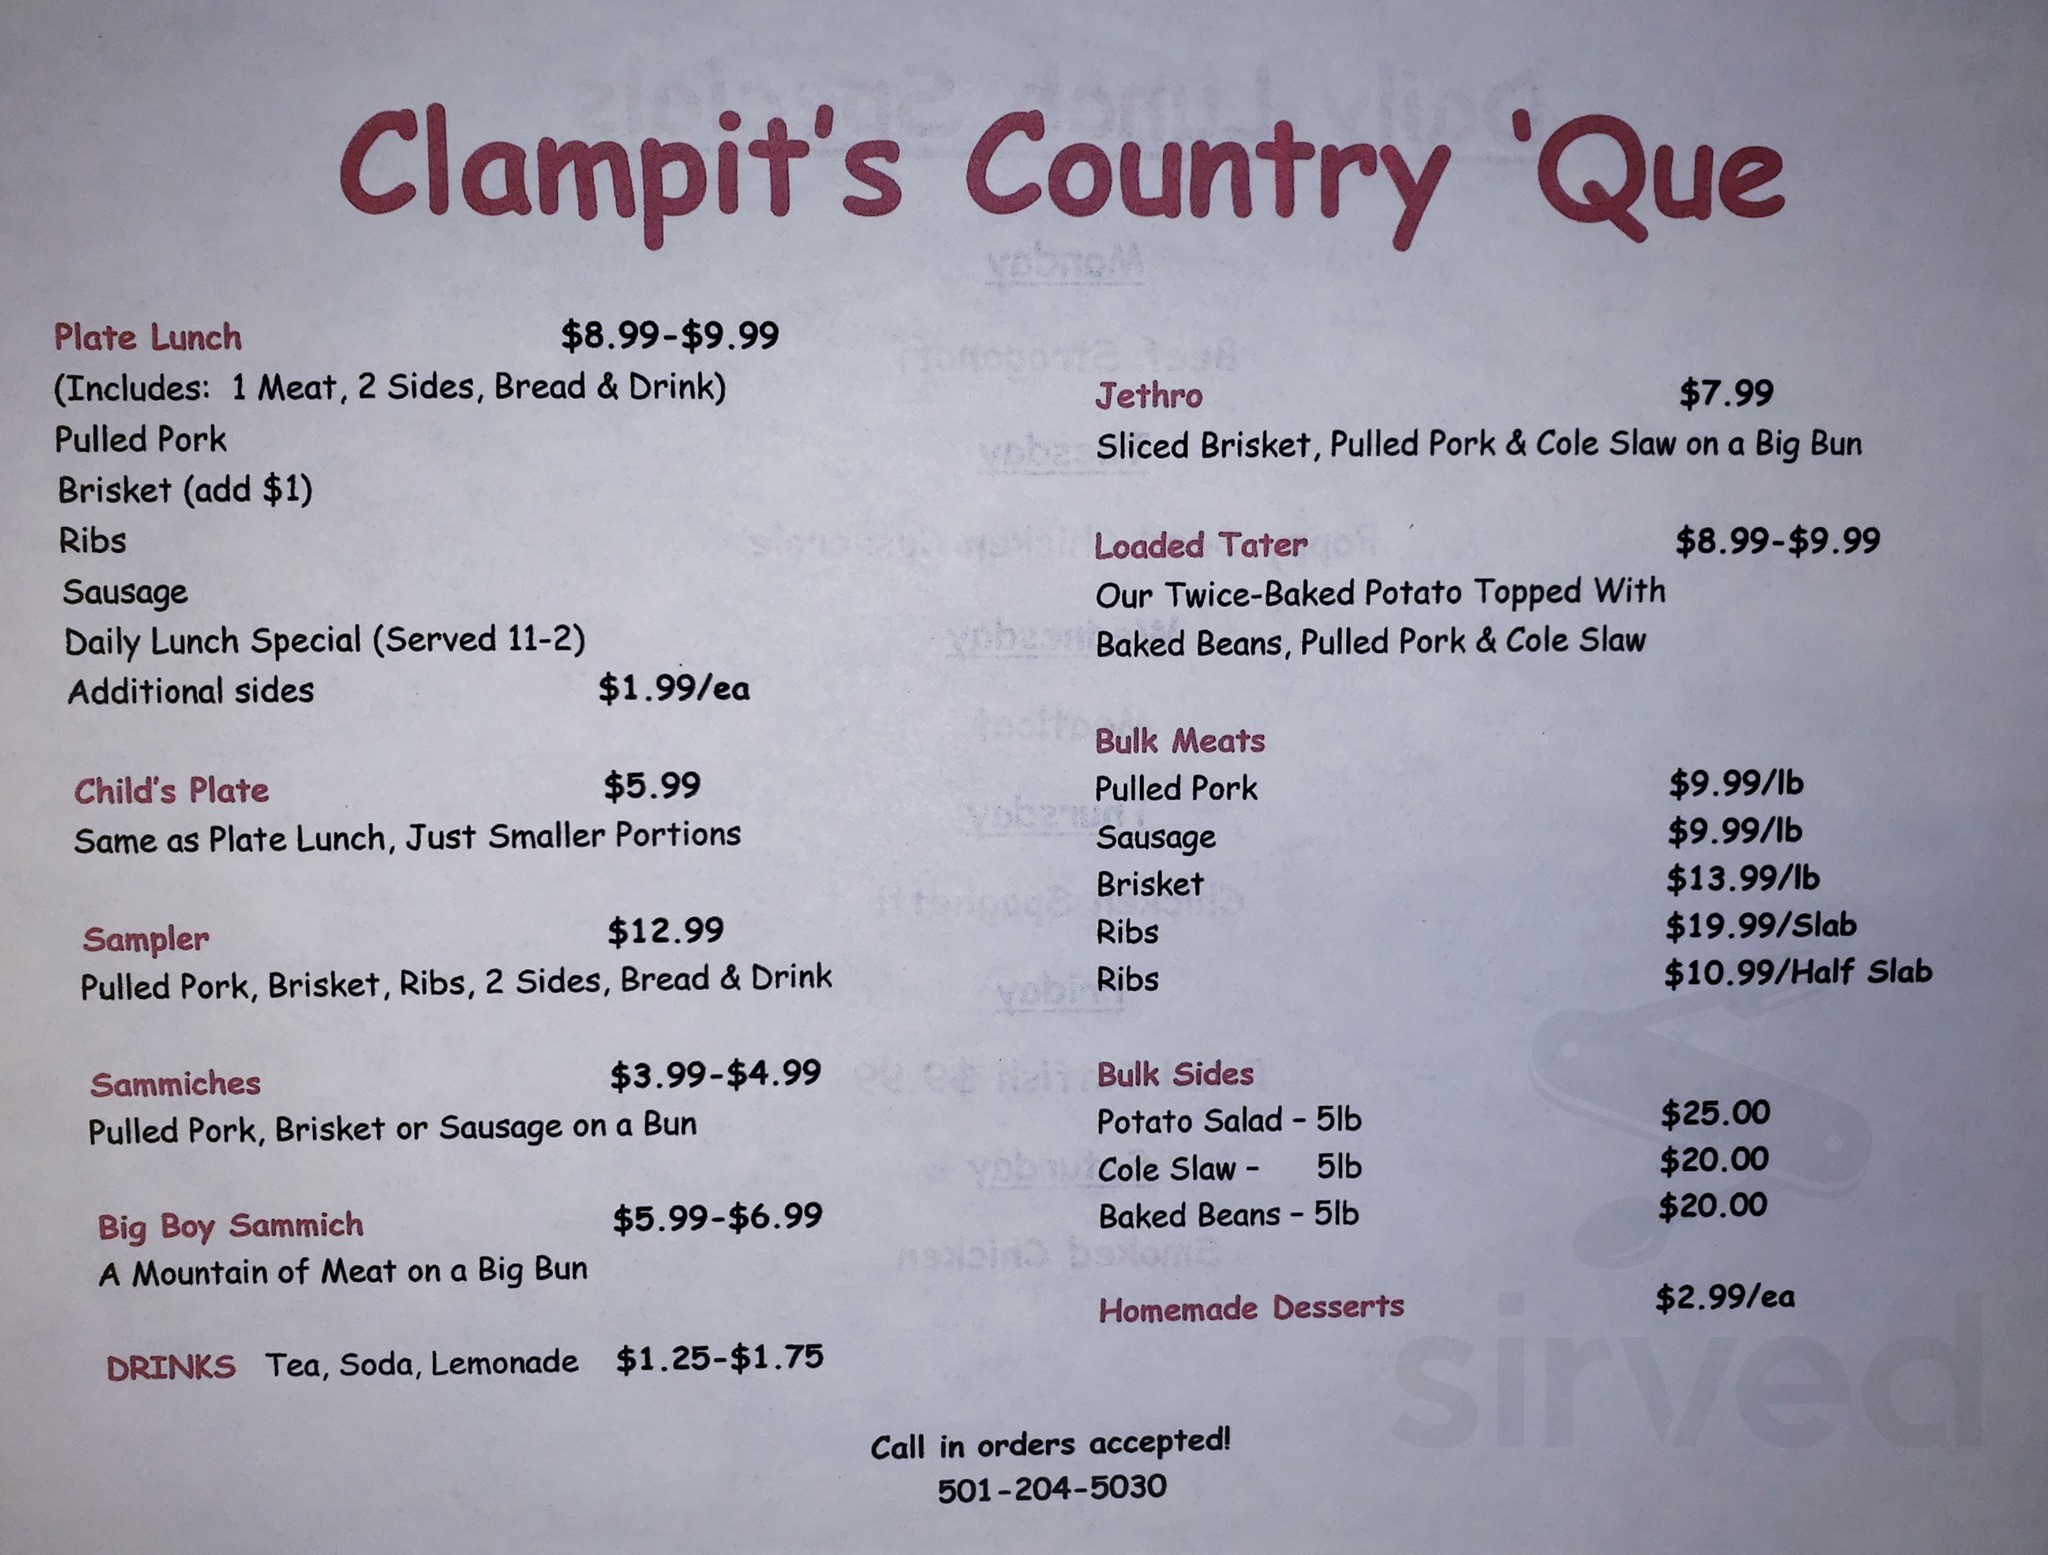 Clampit's Country 'Que
Plate Lunch $8.99-$9.99
(Includes: 1 Meat, 2 Sides, Bread & Drink)
Pulled Pork
Brisket (add $1)
Ribs
Sausage
Daily Lunch Special (Served 11-2)
Additional sides $1.99/ea
Child's Plate $5.99
Same as Plate Lunch, Just Smaller Portions
Sampler $12.99
Pulled Pork, Brisket, Ribs, 2 Sides, Bread & Drink
Sammiches $3.99-$4.99
Pulled Pork, Brisket or Sausage on a Bun
Big Boy Sammich $5.99-$6.99
A Mountain of Meat on a Big Bun
DRINKS Tea, Soda, Lemonade $1.25-$1.75
Jethro $7.99
Sliced Brisket, Pulled Pork & Cole Slaw on a Big Bun
Loaded Tater $8.99-$9.99
Our Twice-Baked Potato Topped With
Baked Beans, Pulled Pork & Cole Slaw
Bulk Meats
Pulled Pork $9.99/lb
Sausage $9.99/lb
Brisket $13.99/lb
Ribs $19.99/Slab
Ribs $10.99/Half Slab
Bulk Sides
Potato Salad - 5lb $25.00
Cole Slaw - 5lb $20.00
Baked Beans - 5lb $20.00
Homemade Desserts $2.99/ea
Call in orders accepted!
501-204-5030
sirved